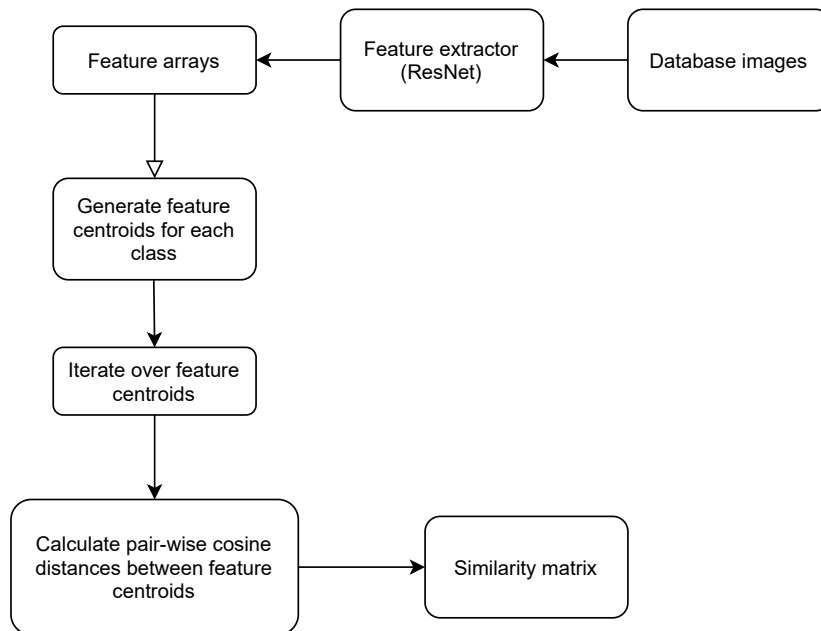 Feature arrays
Feature extractor
(ResNet)
Database images
Generate feature
centroids for each
class
Iterate over feature
centroids
Calculate pair-wise cosine
distances between feature
centroids
Similarity matrix